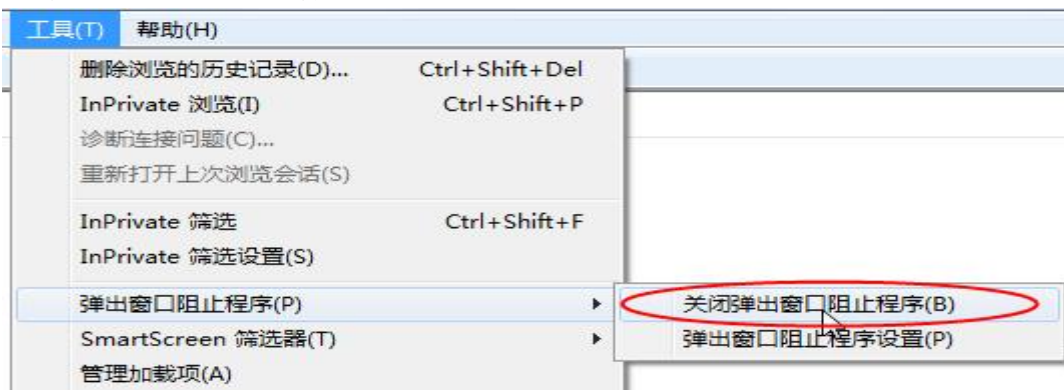 工具(T) 帮助(H)
删除浏览的历史记录(D)... Ctrl+Shift+Del
InPrivate 浏览(I) Ctrl+Shift+P
诊断连接问题(C)...
重新打开上次浏览会话(S)
InPrivate 筛选 Ctrl+Shift+F
InPrivate 筛选设置(S)
弹出窗口阻止程序(P) 关闭弹出窗口阻止程序(B)
SmartScreen 筛选器(T) 弹出窗口阻止程序设置(P)
管理加载项(A)